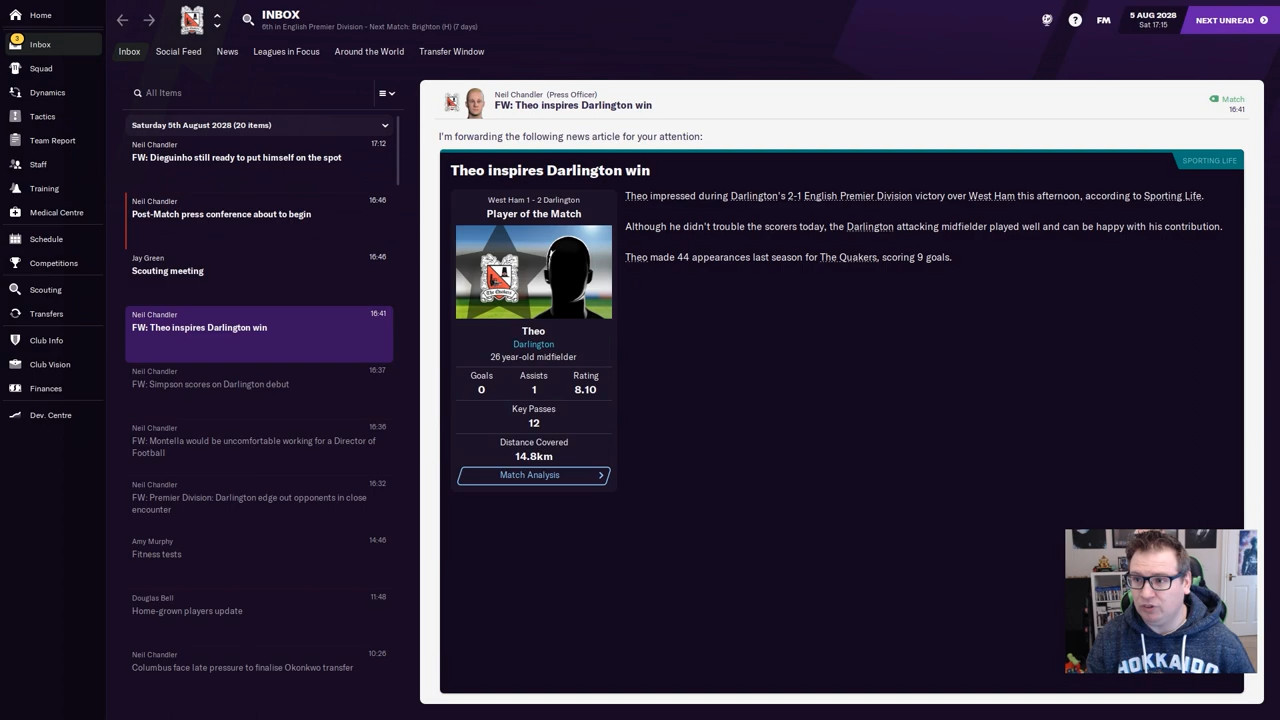 Home
3
Inbox
Squad
Dynamics
Tactics
Team Report
Staff
Training
Medical Centre
Schedule
Competitions
Scouting
Transfers
Club Info
Club Vision
Finances
Dev. Centre
INBOX
6th in English Premier Division - Next Match: Brighton (H) (7 days)
FM
5 AUG 2028
Sat 17:15
NEXT UNREAD
Inbox
Social Feed
News
Leagues in Focus
Around the World
Transfer Window
All Items
Saturday 5th August 2028 (20 items)
Neil Chandler 17:12
FW: Dieguinho still ready to put himself on the spot
Neil Chandler 16:46
Post-Match press conference about to begin
Jay Green 16:46
Scouting meeting
Neil Chandler 16:41
FW: Theo inspires Darlington win
Neil Chandler 16:37
FW: Simpson scores on Darlington debut
Neil Chandler 16:36
FW: Montella would be uncomfortable working for a Director of
Football
Neil Chandler 16:32
FW: Premier Division: Darlington edge out opponents in close
encounter
Amy Murphy 14:46
Fitness tests
Douglas Bell 11:48
Home-grown players update
Neil Chandler 10:26
Columbus face late pressure to finalise Okonkwo transfer
Neil Chandler (Press Officer)
FW: Theo inspires Darlington win
Match
16:41
I'm forwarding the following news article for your attention:
Theo inspires Darlington win
SPORTING LIFE
West Ham 1 - 2 Darlington
Player of the Match
The Quakers
Theo
Darlington
26 year-old midfielder
Goals Assists Rating
0 1 8.10
Key Passes
12
Distance Covered
14.8km
Match Analysis
Theo impressed during Darlington's 2-1 English Premier Division victory over West Ham this afternoon, according to Sporting Life.
Although he didn't trouble the scorers today, the Darlington attacking midfielder played well and can be happy with his contribution.
Theo made 44 appearances last season for The Quakers, scoring 9 goals.
HOKKAIDO